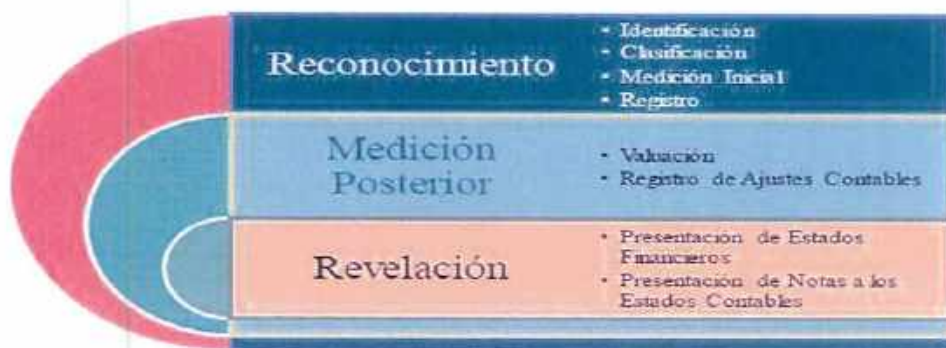 Reconocimiento
• Identificación
• Clasificación
• Medición Inicial
• Registro
Medición
Posterior
• Valuación
• Registro de Ajustes Contables
Revelación
• Presentación de Estados
Financieros
• Presentación de Notas a los
Estados Contables